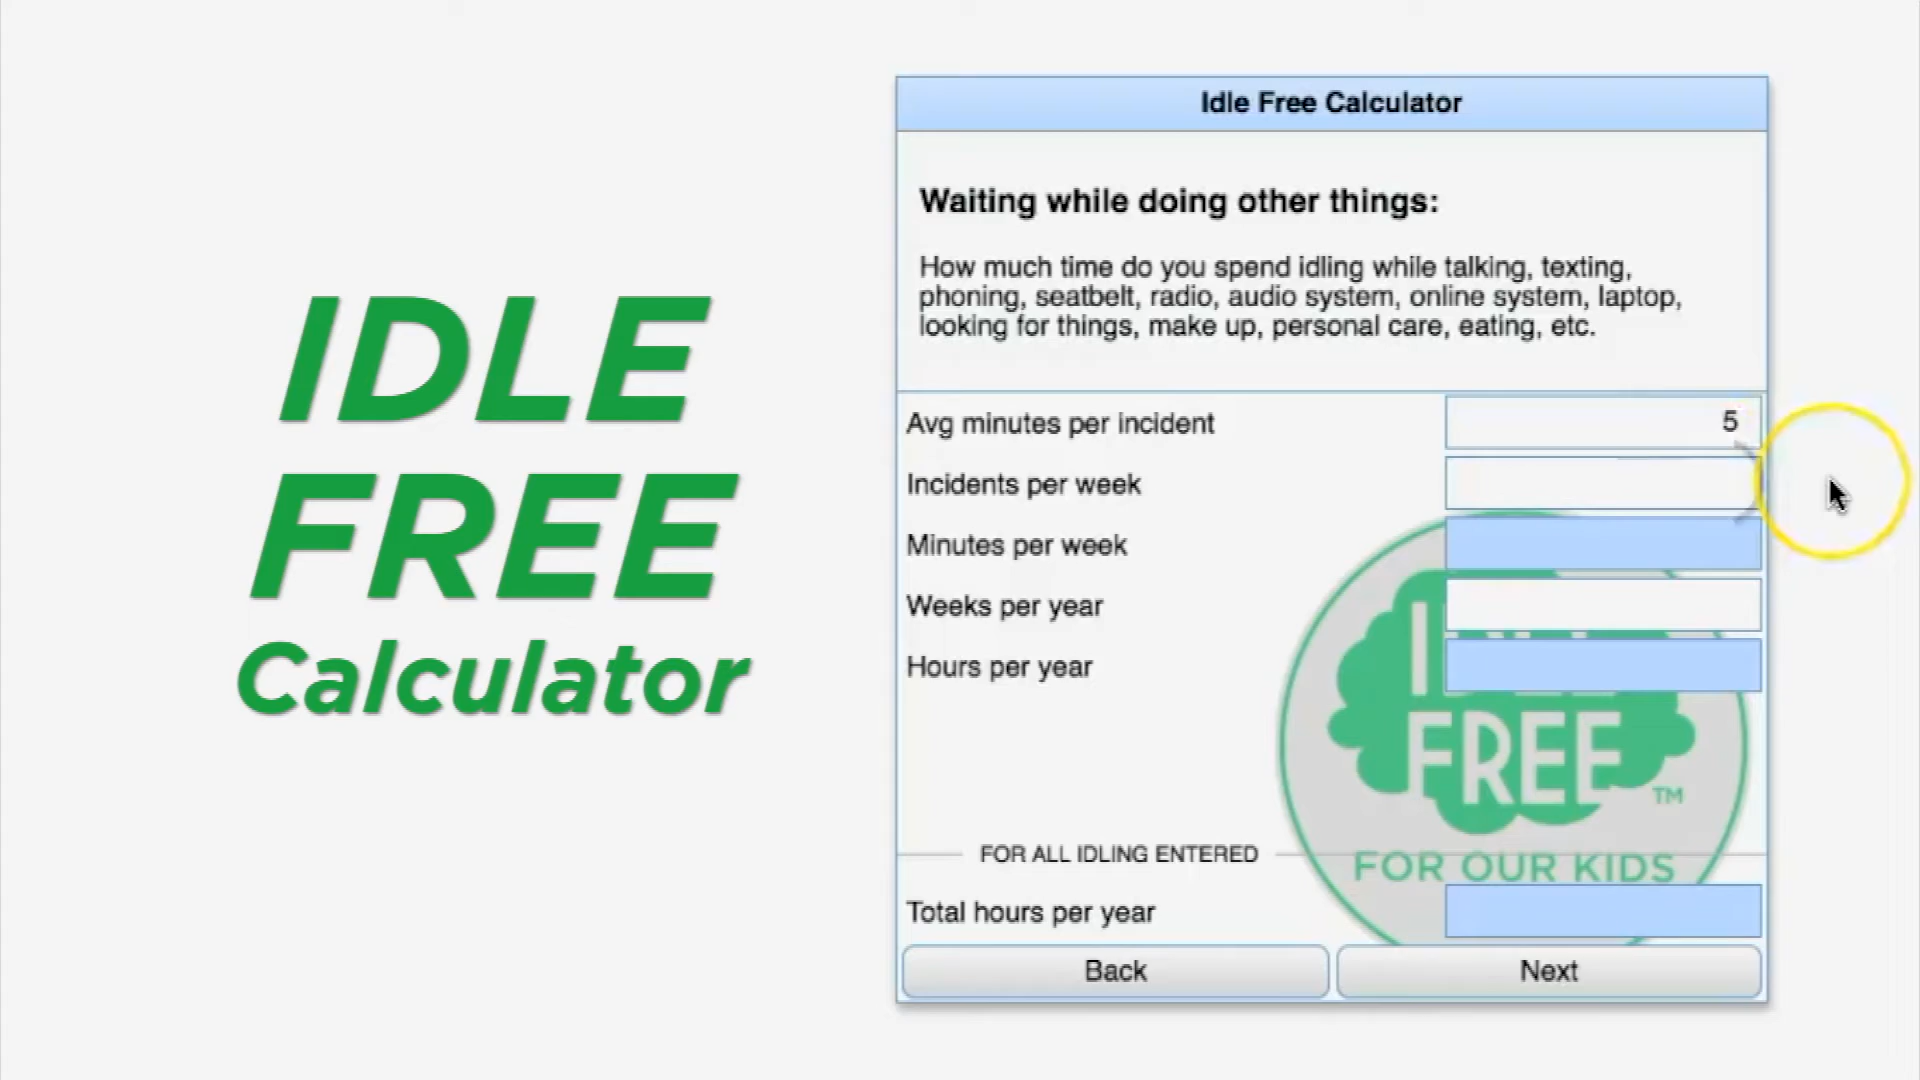 IDLE
FREE
Calculator
Idle Free Calculator
Waiting while doing other things:
How much time do you spend idling while talking, texting,
phoning, seatbelt, radio, audio system, online system, laptop,
looking for things, make up, personal care, eating, etc.
Avg minutes per incident 5
Incidents per week
Minutes per week
Weeks per year
Hours per year
FREE TM
FOR OUR KIDS
FOR ALL IDLING ENTERED
Total hours per year
Back Next